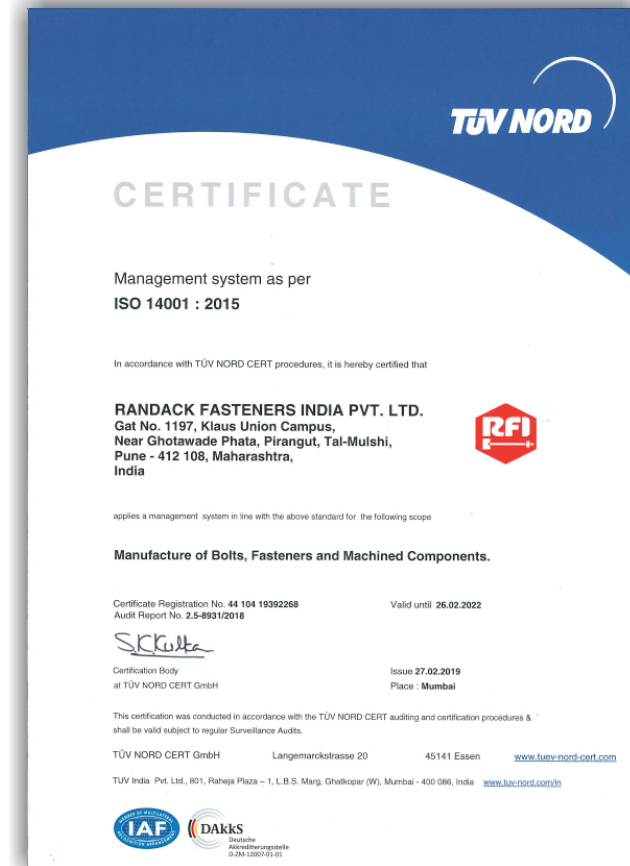 TÜV NORD
CERTIFICATE
Management system as per
ISO 14001 : 2015
In accordance with TÜV NORD CERT procedures, it is hereby certified that
RANDACK FASTENERS INDIA PVT. LTD.
Gat No. 1197, Klaus Union Campus,
Near Ghotawade Phata, Pirangut, Tal-Mulshi,
Pune - 412 108, Maharashtra,
India
RFI
applies a management system in line with the above standard for the following scope
Manufacture of Bolts, Fasteners and Machined Components.
Certificate Registration No. 44 104 19392268 Valid until 26.02.2022
Audit Report No. 2.5-8931/2018
S.K.Kulka
Certification Body Issue 27.02.2019
at TÜV NORD CERT GmbH Place : Mumbai
This certification was conducted in accordance with the TÜV NORD CERT auditing and certification procedures &
shall be valid subject to regular Surveillance Audits.
TÜV NORD CERT GmbH Langemarckstrasse 20 45141 Essen www.tuev-nord-cert.com
TUV India Pvt. Ltd., 801, Raheja Plaza – 1, L.B.S. Marg, Ghatkopar (W), Mumbai - 400 086, India www.tuv-nord.com/in
IAF
DAkkS
Deutsche
Akkreditierungsstelle
D-ZM-12007-01-01